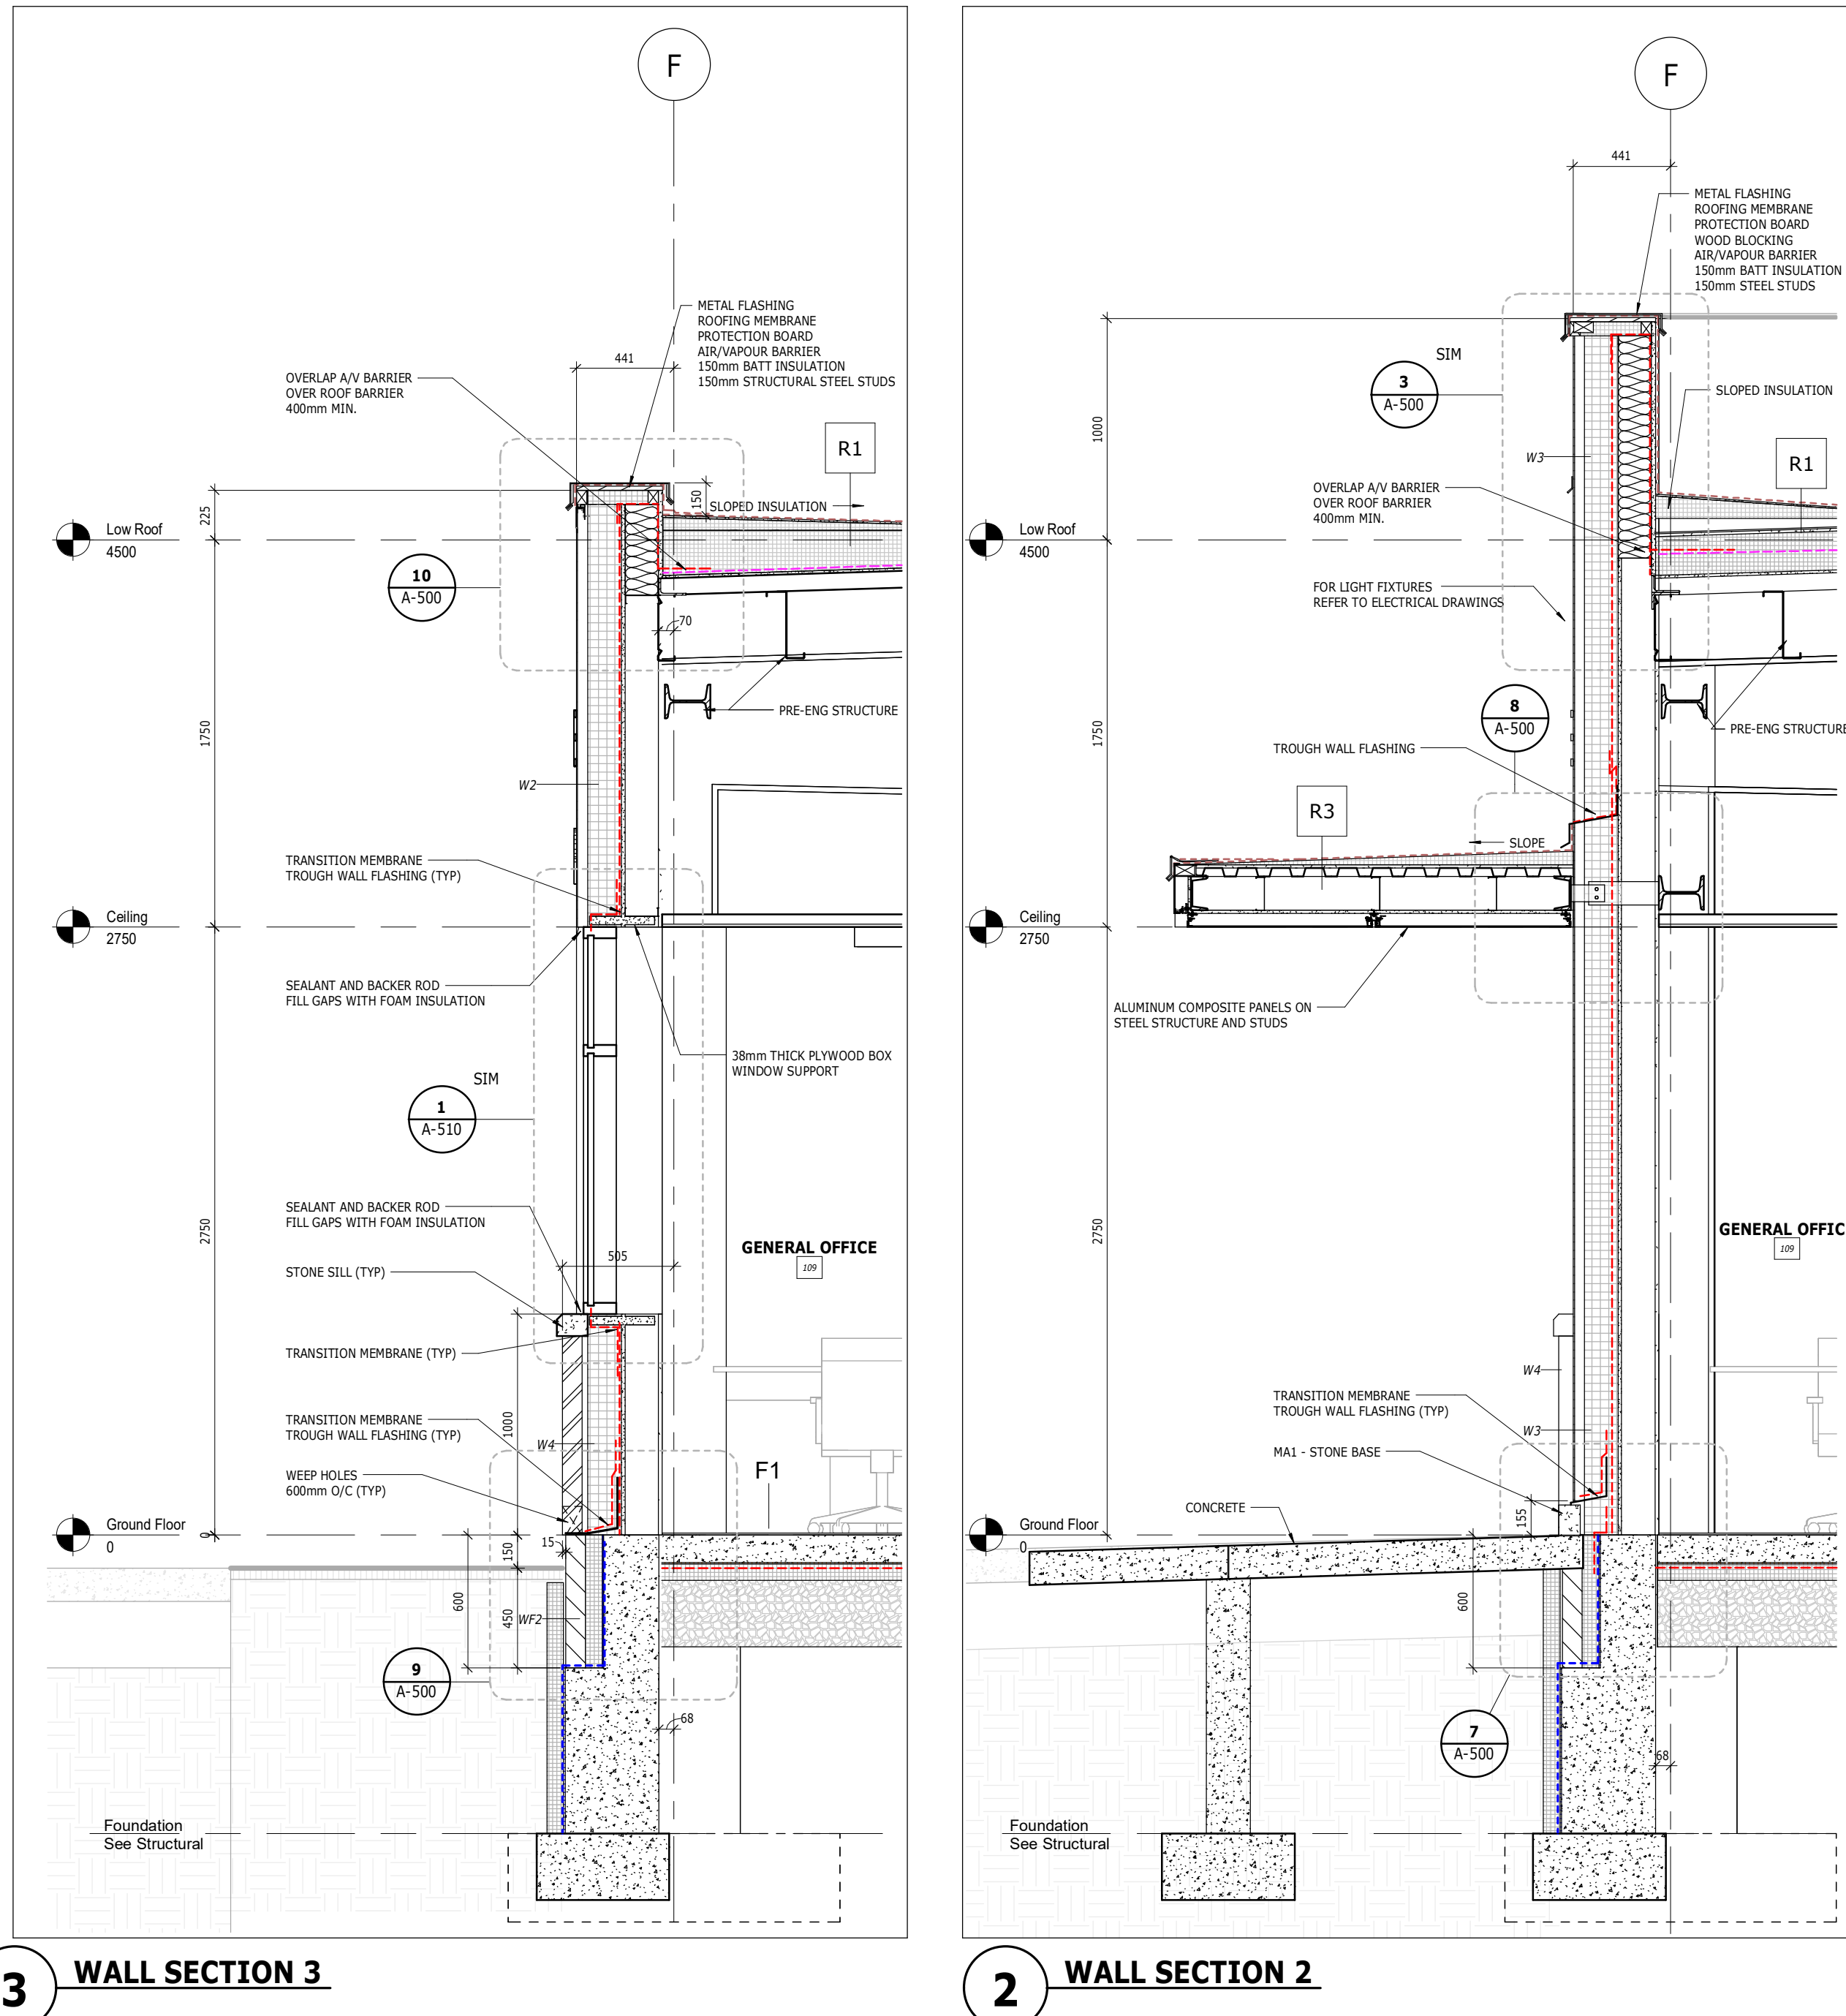 F
METAL FLASHING
ROOFING MEMBRANE
PROTECTION BOARD
AIR/VAPOUR BARRIER
150mm BATT INSULATION
150mm STRUCTURAL STEEL STUDS
441
OVERLAP A/V BARRIER
OVER ROOF BARRIER
400mm MIN.
R1
150
SLOPED INSULATION
225
Low Roof
4500
10
A-500
70
PRE-ENG STRUCTURE
1750
W2
TRANSITION MEMBRANE
TROUGH WALL FLASHING (TYP)
Ceiling
2750
SEALANT AND BACKER ROD
FILL GAPS WITH FOAM INSULATION
38mm THICK PLYWOOD BOX
WINDOW SUPPORT
SIM
1
A-510
2750
SEALANT AND BACKER ROD
FILL GAPS WITH FOAM INSULATION
505
GENERAL OFFICE
109
STONE SILL (TYP)
TRANSITION MEMBRANE (TYP)
1000
TRANSITION MEMBRANE
TROUGH WALL FLASHING (TYP)
W4
WEEP HOLES
600mm O/C (TYP)
F1
Ground Floor
0
0
15
150
600
450
WF2
9
A-500
68
Foundation
See Structural
3
WALL SECTION 3
F
441
METAL FLASHING
ROOFING MEMBRANE
PROTECTION BOARD
WOOD BLOCKING
AIR/VAPOUR BARRIER
150mm BATT INSULATION
150mm STEEL STUDS
SIM
3
A-500
SLOPED INSULATION
1000
W3
R1
OVERLAP A/V BARRIER
OVER ROOF BARRIER
400mm MIN.
Low Roof
4500
FOR LIGHT FIXTURES
REFER TO ELECTRICAL DRAWINGS
8
A-500
1750
PRE-ENG STRUCTURE
TROUGH WALL FLASHING
R3
SLOPE
Ceiling
2750
ALUMINUM COMPOSITE PANELS ON
STEEL STRUCTURE AND STUDS
2750
GENERAL OFFIC
109
W4
TRANSITION MEMBRANE
TROUGH WALL FLASHING (TYP)
W3
MA1 - STONE BASE
CONCRETE
155
Ground Floor
0
600
7
A-500
68
Foundation
See Structural
2
WALL SECTION 2